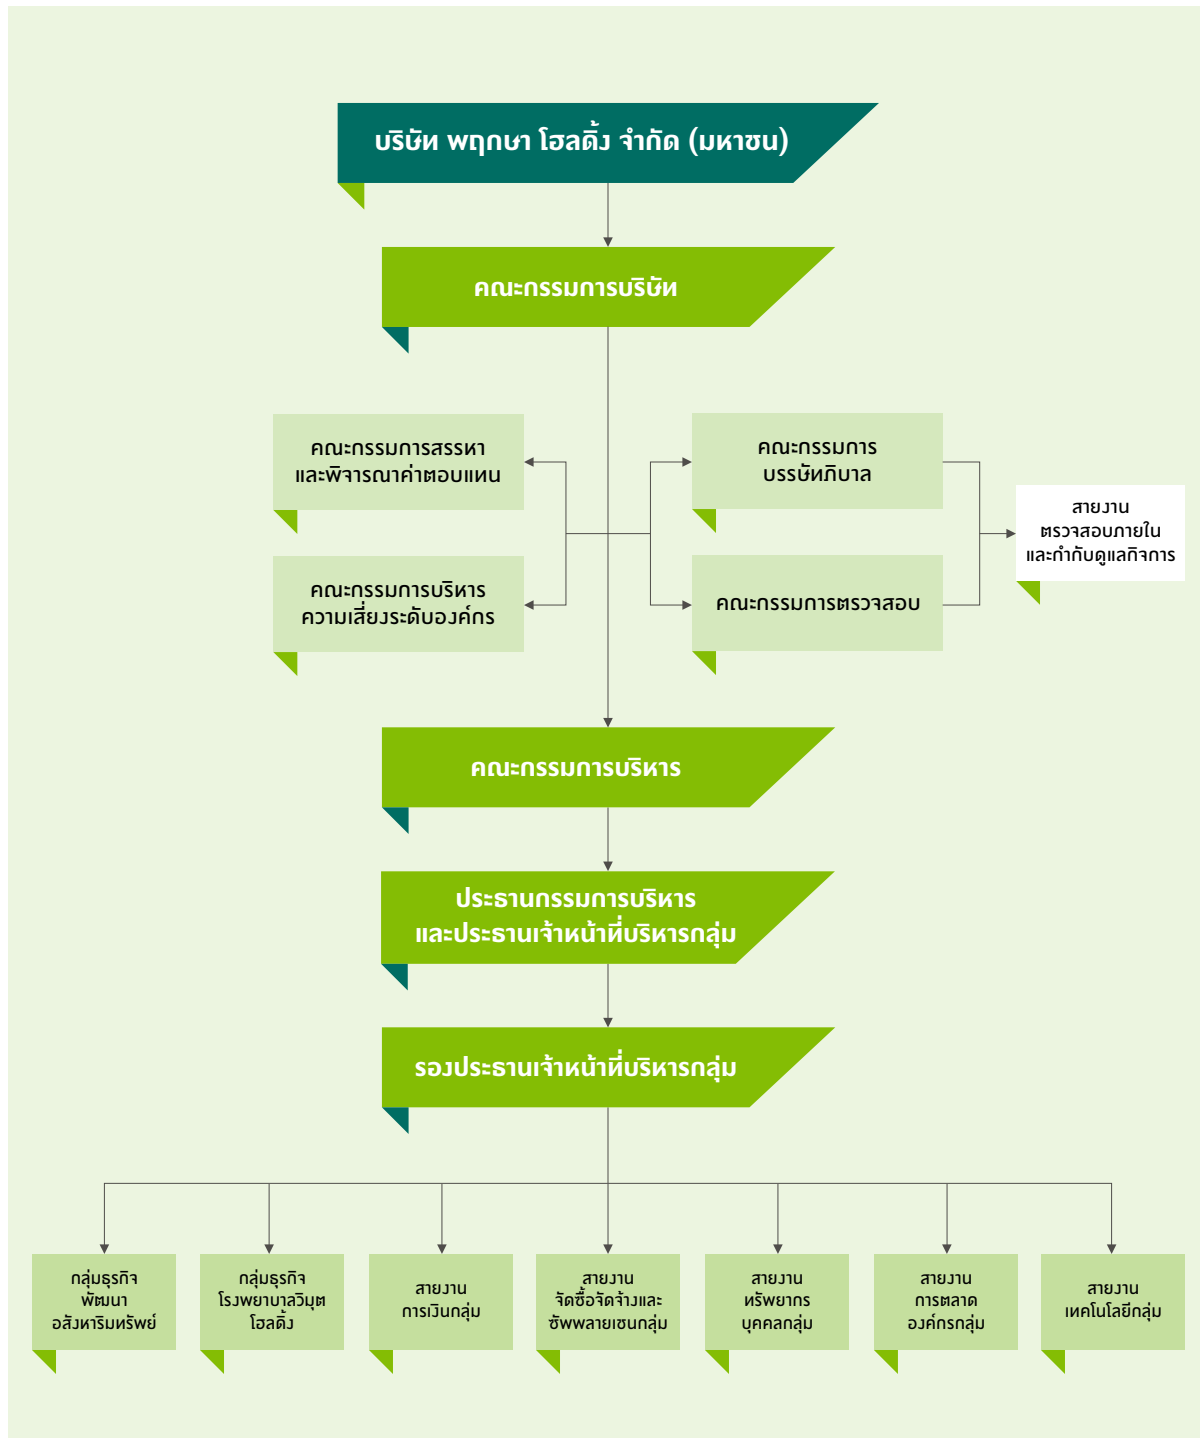 บริษัท พฤกษา โฮลดิ้ง จำกัด (มหาชน)
คณะกรรมการบริษัท
คณะกรรมการสรรหา
และพิจารณาค่าตอบแทน
คณะกรรมการ
บรรษัทภิบาล
สายงาน
ตรวจสอบภายใน
และกำกับดูแลกิจการ
คณะกรรมการบริหาร
ความเสี่ยงระดับองค์กร
คณะกรรมการตรวจสอบ
คณะกรรมการบริหาร
ประธานกรรมการบริหาร
และประธานเจ้าหน้าที่บริหารกลุ่ม
รองประธานเจ้าหน้าที่บริหารกลุ่ม
กลุ่มธุรกิจ
พัฒนา
อสังหาริมทรัพย์
กลุ่มธุรกิจ
โรงพยาบาลวิมุต
โฮลดิ้ง
สายงาน
การเงินกลุ่ม
สายงาน
จัดซื้อจัดจ้างและ
ซัพพลายเชนกลุ่ม
สายงาน
ทรัพยากร
บุคคลกลุ่ม
สายงาน
การตลาด
องค์กรกลุ่ม
สายงาน
เทคโนโลยีกลุ่ม